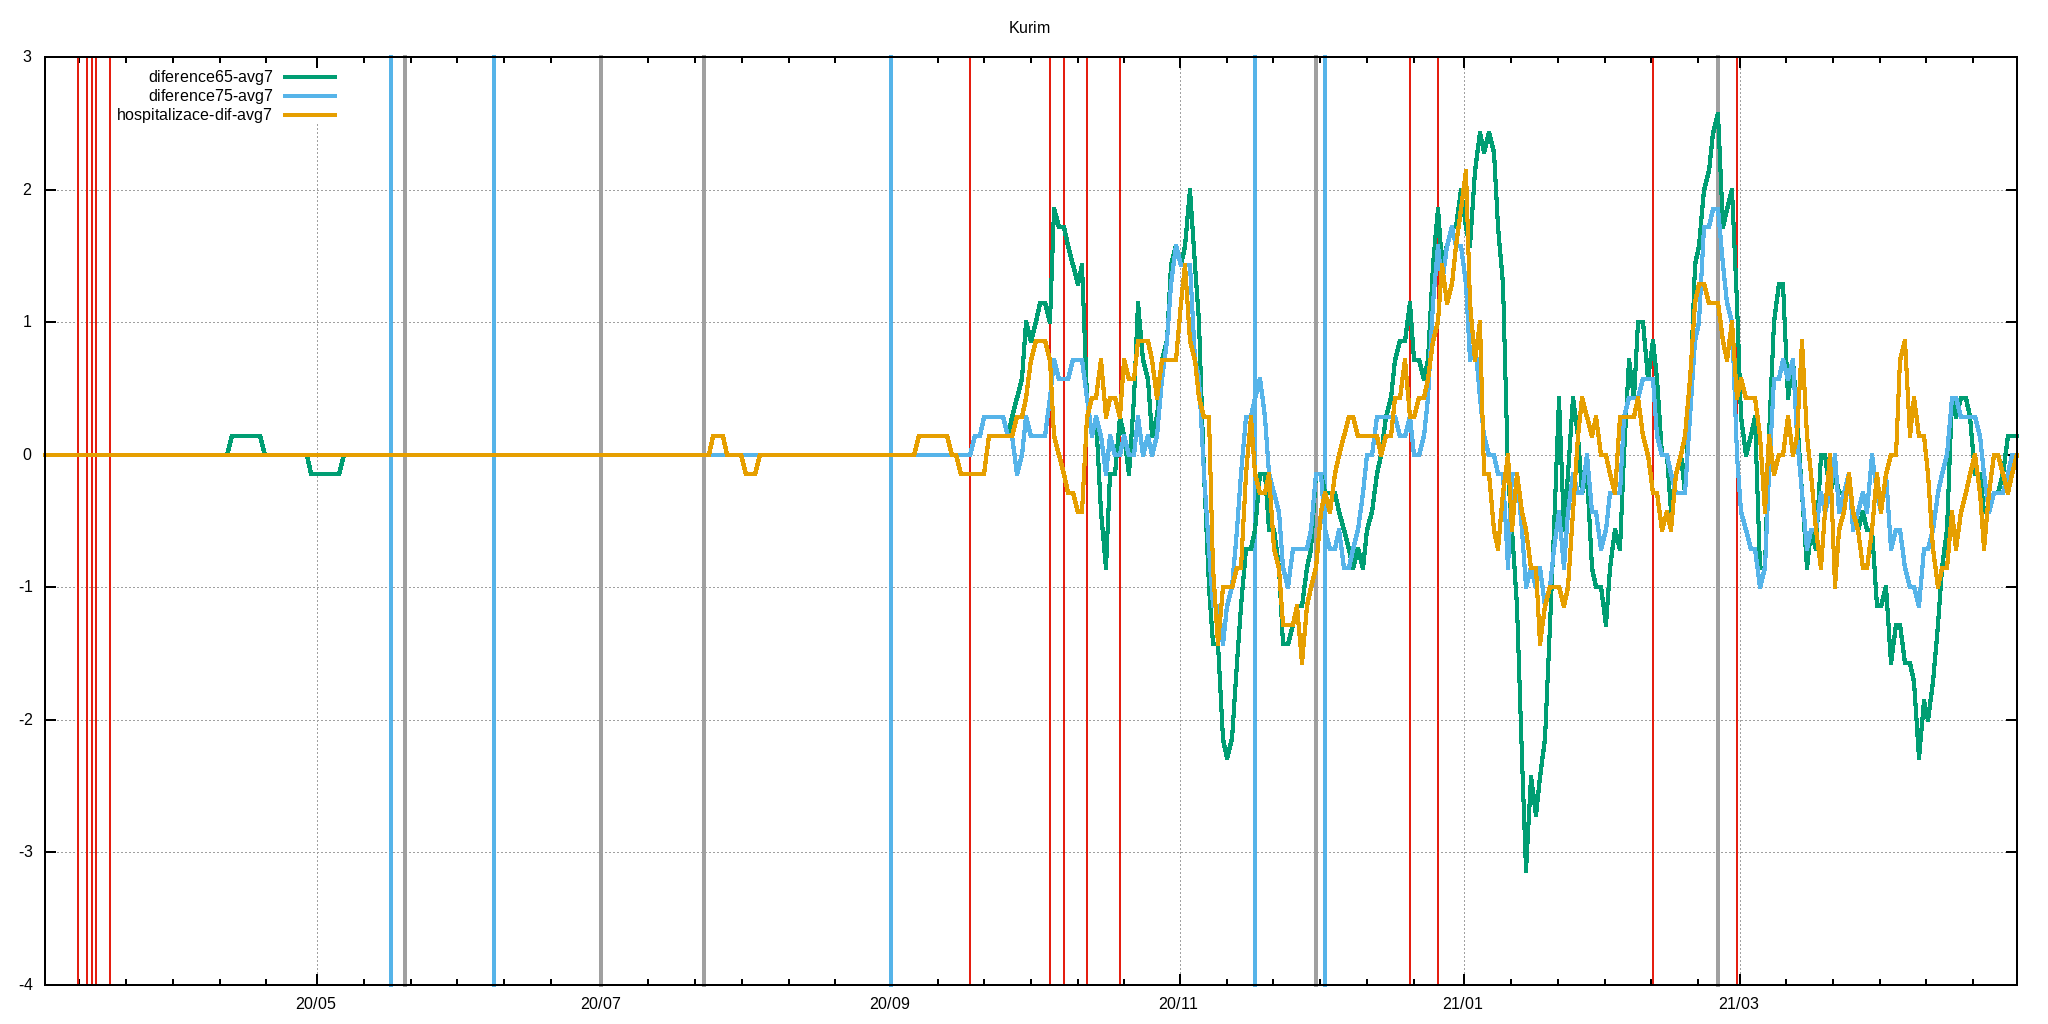 Kurim
diference65-avg7
diference75-avg7
hospitalizace-dif-avg7
3
2
1
0
-1
-2
-3
-4
20/05 20/07 20/09 20/11 21/01 21/03